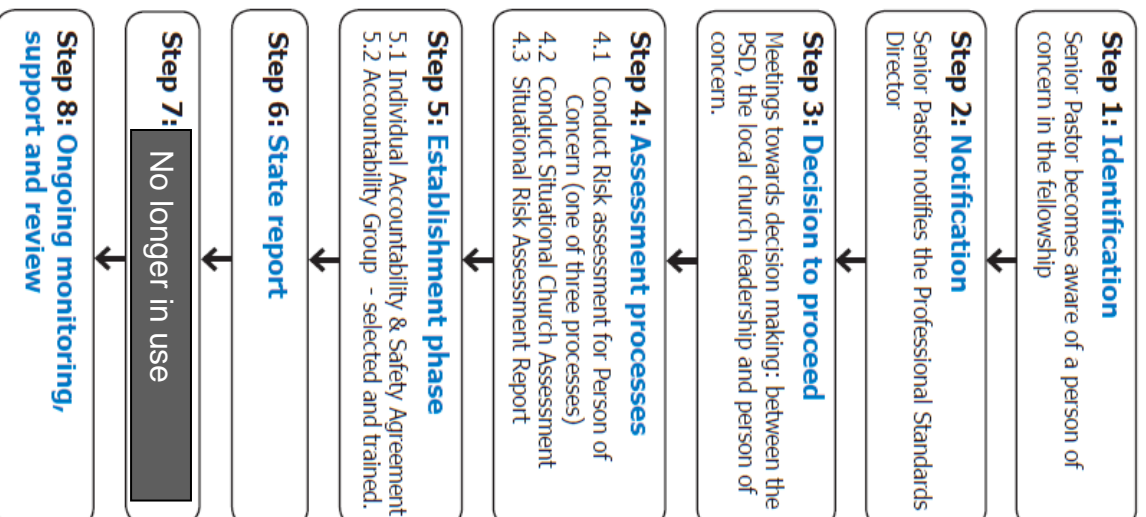 Step 1: Identification
Senior Pastor becomes aware of a person of
concern in the fellowship
Step 2: Notification
Senior Pastor notifies the Professional Standards
Director
Step 3: Decision to proceed
Meetings towards decision making: between the
PSD, the local church leadership and person of
concern.
Step 4: Assessment processes
4.1 Conduct Risk assessment for Person of
Concern (one of three processes)
4.2 Conduct Situational Church Assessment
4.3 Situational Risk Assessment Report
Step 5: Establishment phase
5.1 Individual Accountability & Safety Agreement
5.2 Accountability Group - selected and trained.
Step 6: State report
Step 7:
No longer in use
Step 8: Ongoing monitoring,
support and review